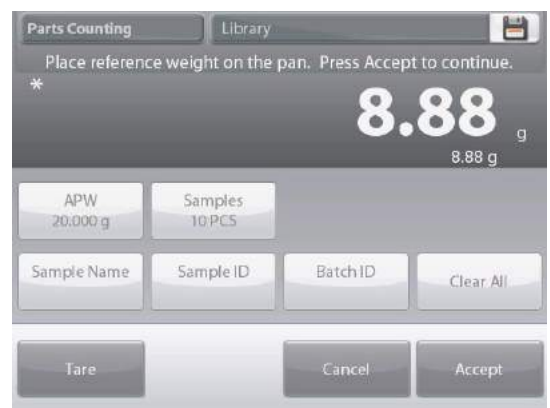 Parts Counting
Library
Place reference weight on the pan. Press Accept to continue.
*
8.88 g
8.88 g
APW
20.000 g
Samples
10 PCS
Sample Name
Sample ID
Batch ID
Clear All
Tare
Cancel
Accept